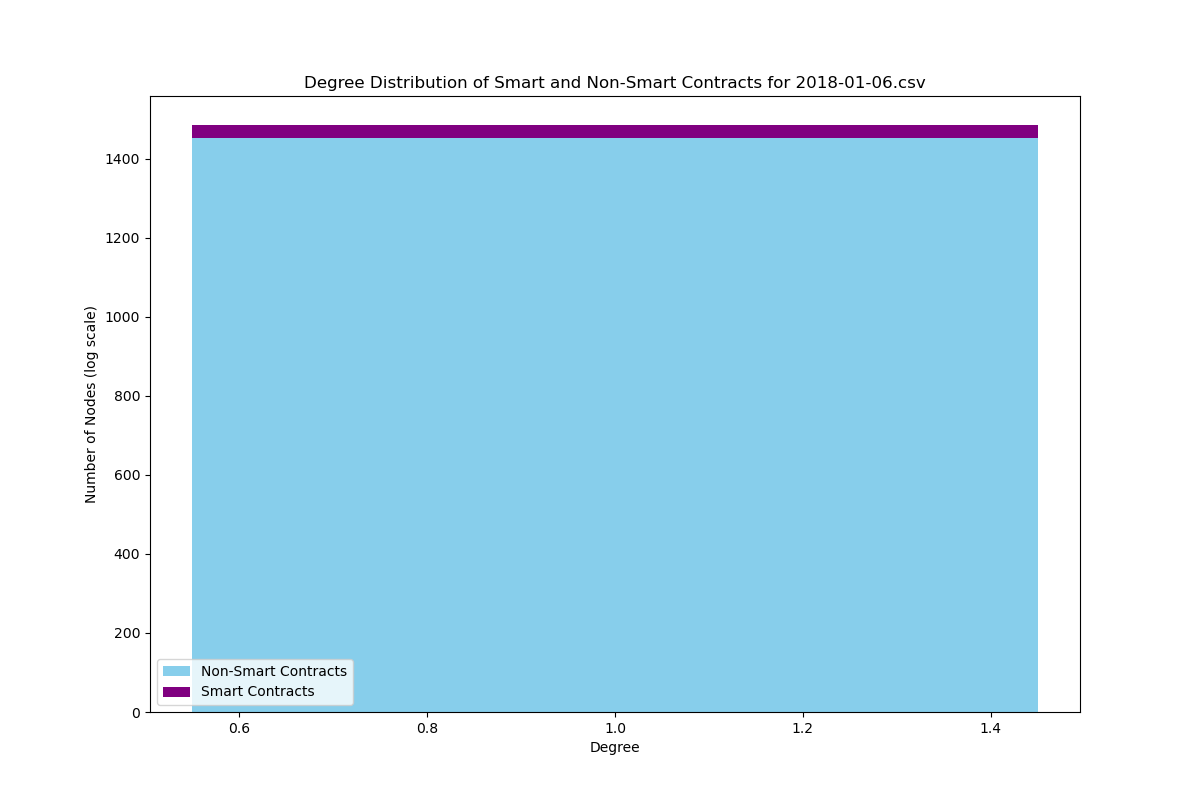 Degree Distribution of Smart and Non-Smart Contracts for 2018-01-06.csv
Number of Nodes (log scale)
1400
1200
1000
800
600
400
200
0
Non-Smart Contracts
Smart Contracts
0.6 0.8 1.0 1.2 1.4
Degree